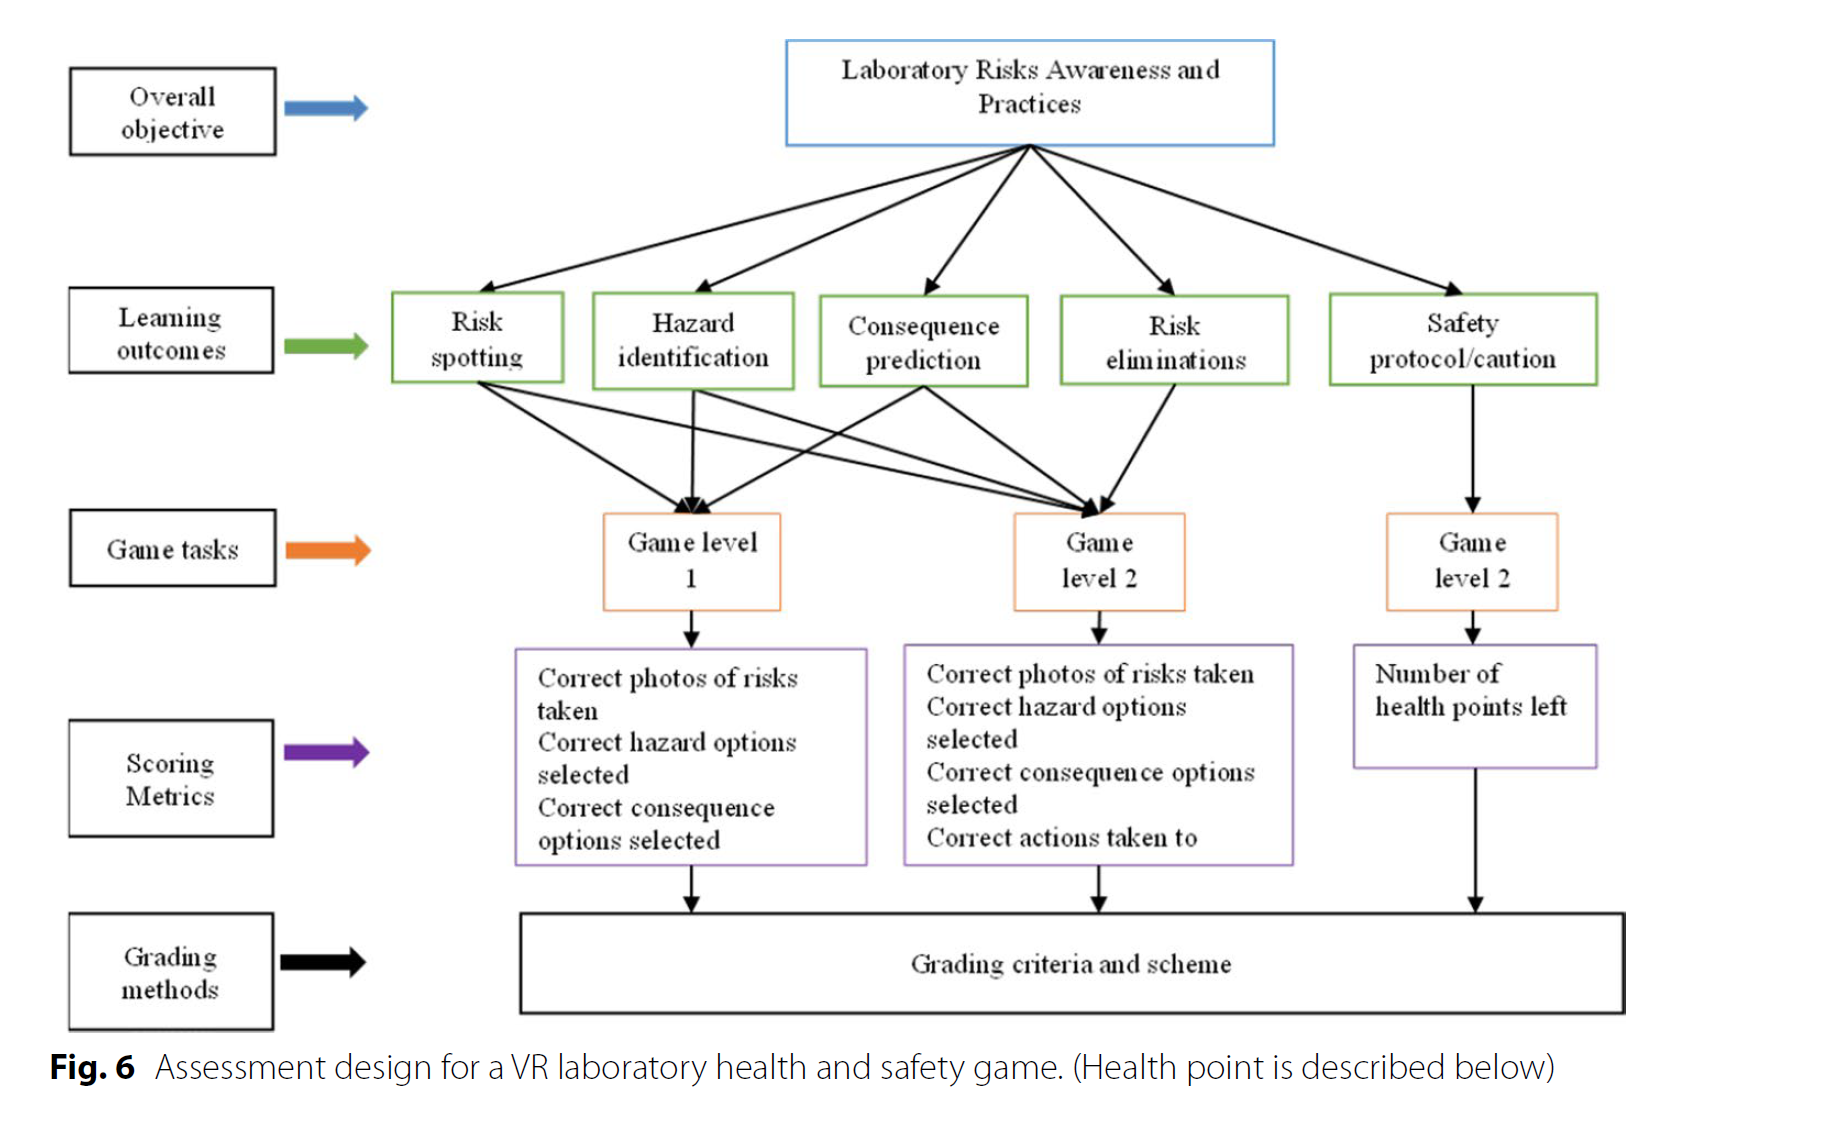 Overall
objective
Laboratory Risks Awareness and
Practices
Learning
outcomes
Risk
spotting
Hazard
identification
Consequence
prediction
Risk
eliminations
Safety
protocol/caution
Game tasks
Game level
1
Game
level 2
Game
level 2
Scoring
Metrics
Correct photos of risks
taken
Correct hazard options
selected
Correct consequence
options selected
Correct photos of risks taken
Correct hazard options
selected
Correct consequence options
selected
Correct actions taken to
Number of
health points left
Grading
methods
Grading criteria and scheme
Fig. 6 Assessment design for a VR laboratory health and safety game. (Health point is described below)